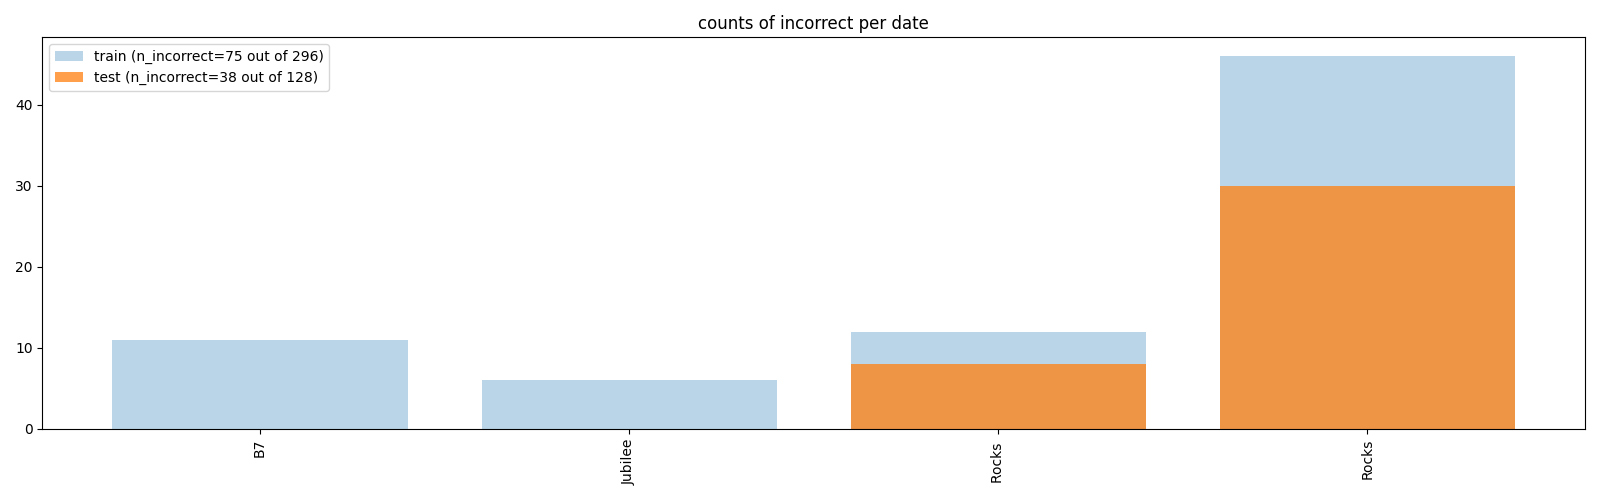 counts of incorrect per date
train (n_incorrect=75 out of 296)
test (n_incorrect=38 out of 128)
40
30
20
10
0
B7
Jubilee
Rocks
Rocks